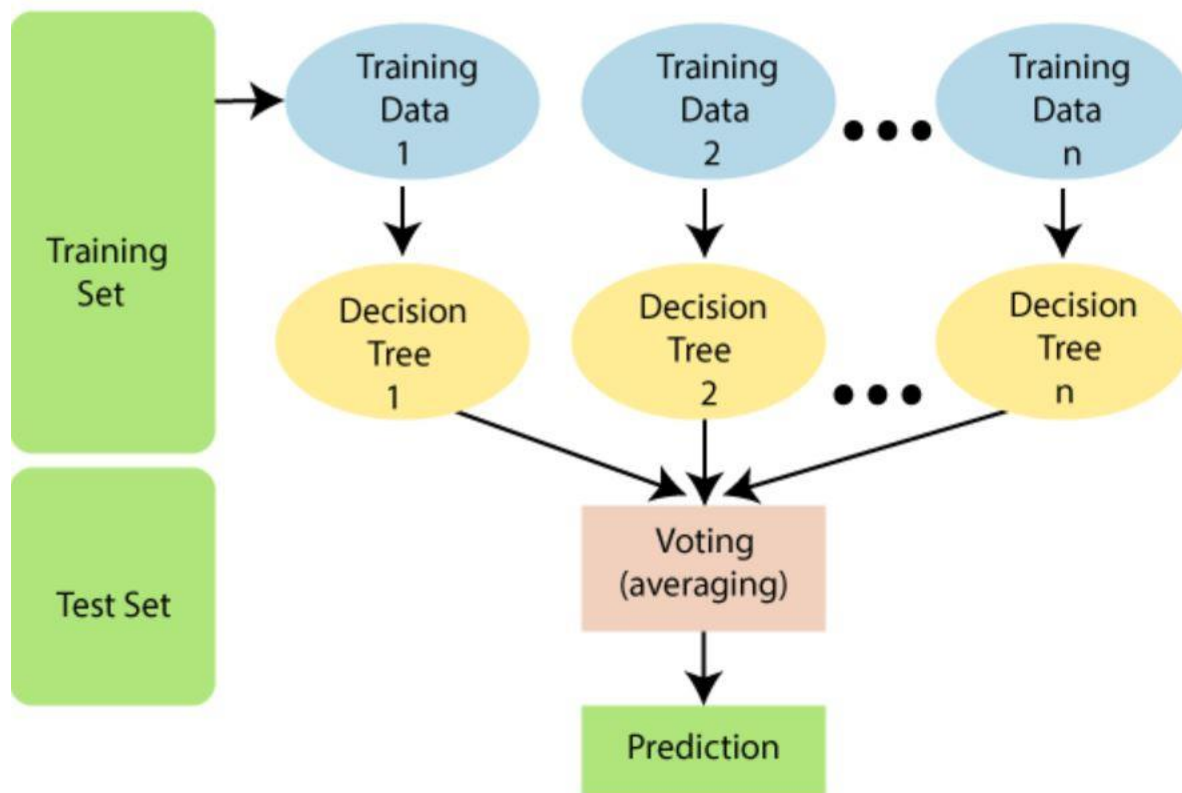 Training
Set
Test Set
Training
Data
1
Training
Data
2
Training
Data
n
Decision
Tree
1
Decision
Tree
2
Decision
Tree
n
Voting
(averaging)
Prediction